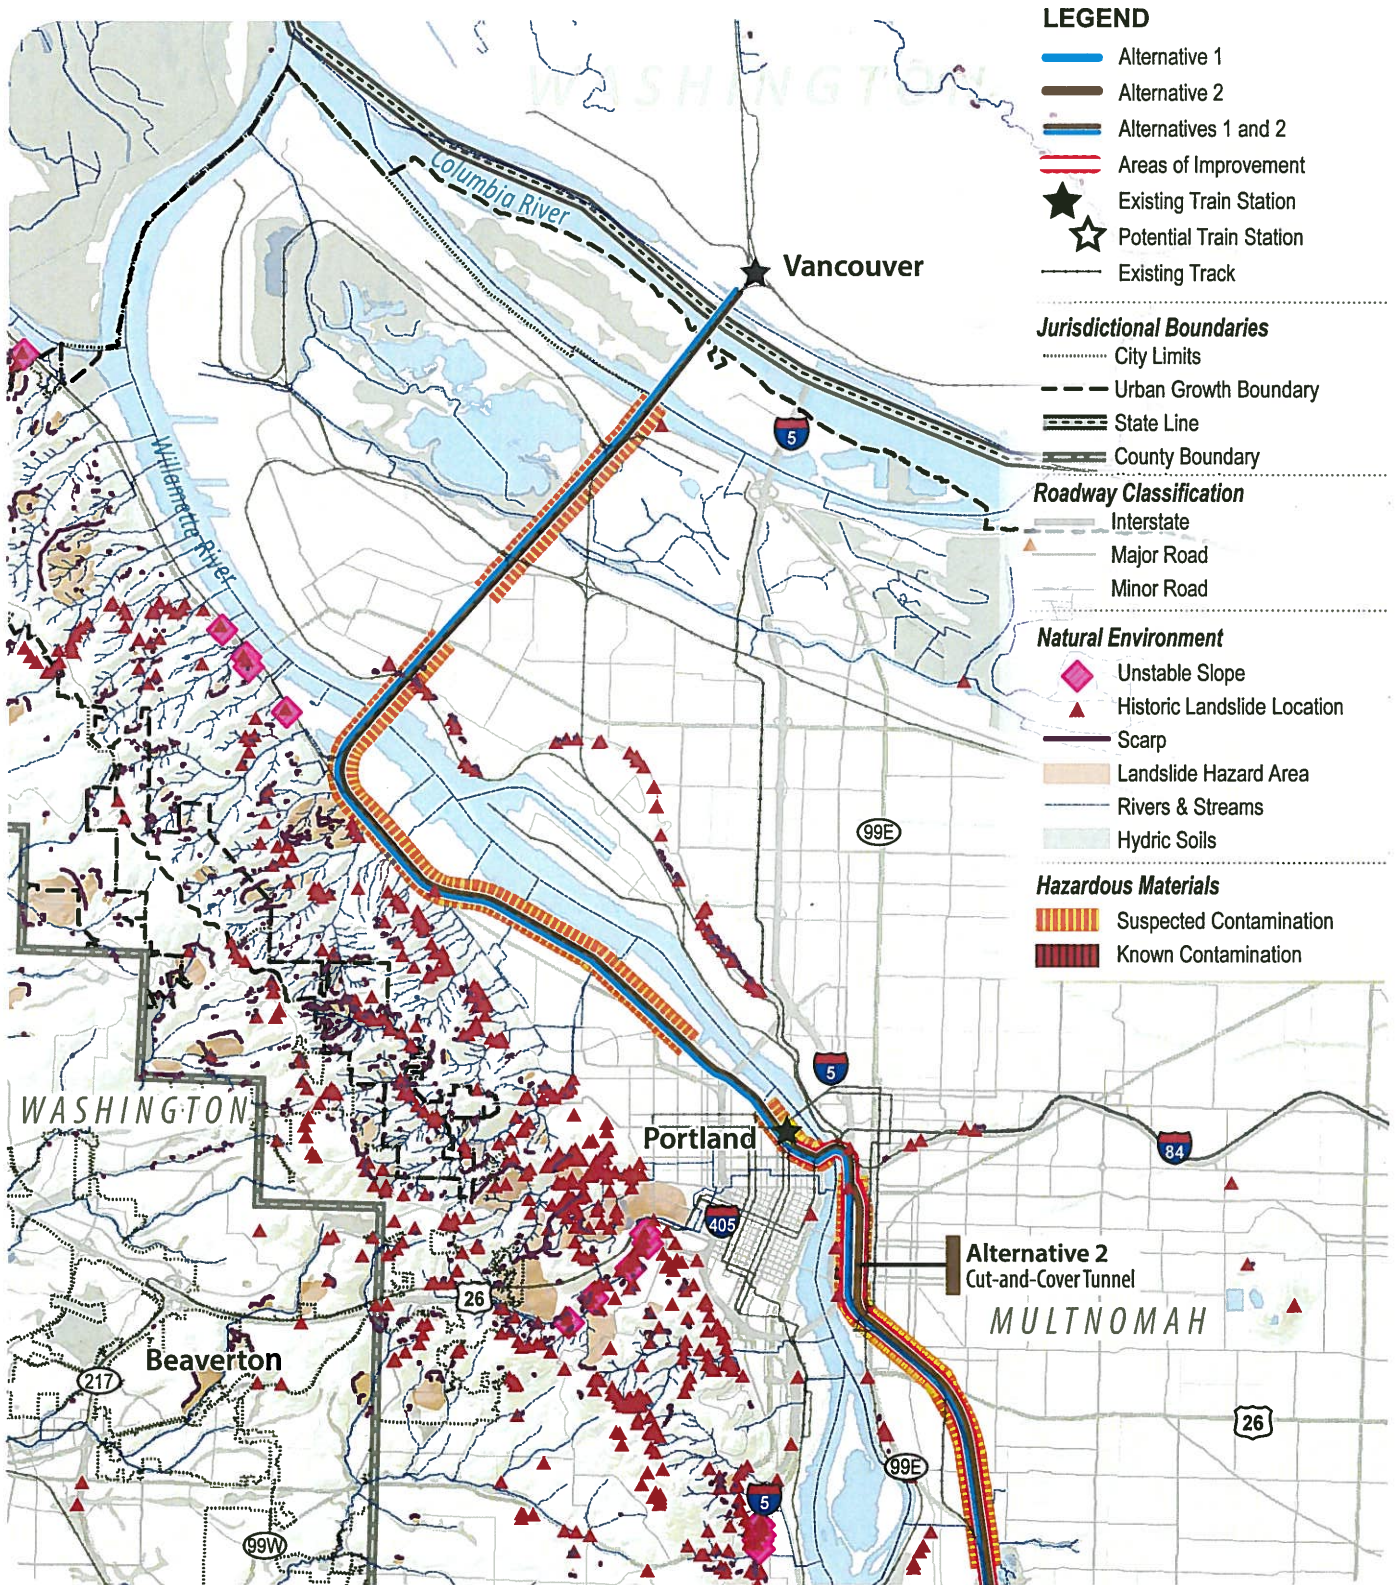 LEGEND
Alternative 1
Alternative 2
Alternatives 1 and 2
Areas of Improvement
Existing Train Station
Potential Train Station
Existing Track
Jurisdictional Boundaries
City Limits
Urban Growth Boundary
State Line
County Boundary
Roadway Classification
Interstate
Major Road
Minor Road
Natural Environment
Unstable Slope
Historic Landslide Location
Scarp
Landslide Hazard Area
Rivers & Streams
Hydric Soils
Hazardous Materials
Suspected Contamination
Known Contamination
WASHINGTON
Columbia River
Vancouver
5
Willamette River
99E
5
WASHINGTON
Portland
84
405
Alternative 2
Cut-and-Cover Tunnel
26
MULTNOMAH
Beaverton
217
26
99E
5
99W